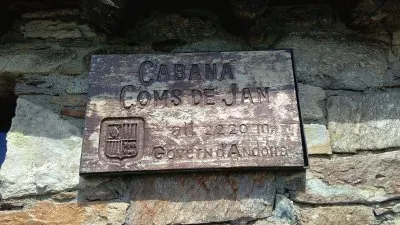 CABANA
COMS DE JAN
alt. 2220 m.
Govern d'Andorra